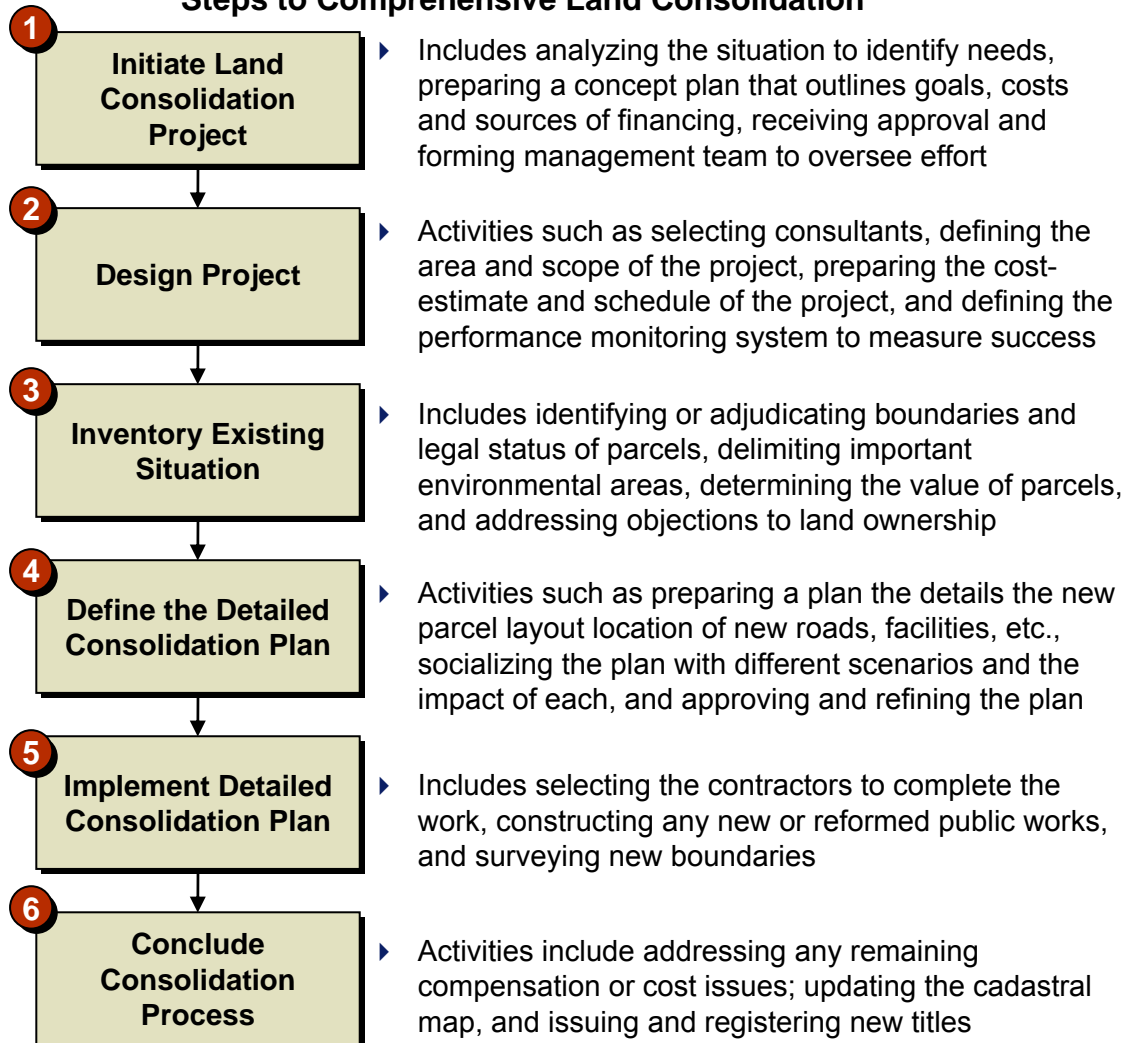 Steps to Comprehensive Land Consolidation
1
Initiate Land
Consolidation
Project
Includes analyzing the situation to identify needs,
preparing a concept plan that outlines goals, costs
and sources of financing, receiving approval and
forming management team to oversee effort
2
Design Project
Activities such as selecting consultants, defining the
area and scope of the project, preparing the cost-
estimate and schedule of the project, and defining the
performance monitoring system to measure success
3
Inventory Existing
Situation
Includes identifying or adjudicating boundaries and
legal status of parcels, delimiting important
environmental areas, determining the value of parcels,
and addressing objections to land ownership
4
Define the Detailed
Consolidation Plan
Activities such as preparing a plan the details the new
parcel layout location of new roads, facilities, etc.,
socializing the plan with different scenarios and the
impact of each, and approving and refining the plan
5
Implement Detailed
Consolidation Plan
Includes selecting the contractors to complete the
work, constructing any new or reformed public works,
and surveying new boundaries
6
Conclude
Consolidation
Process
Activities include addressing any remaining
compensation or cost issues; updating the cadastral
map, and issuing and registering new titles